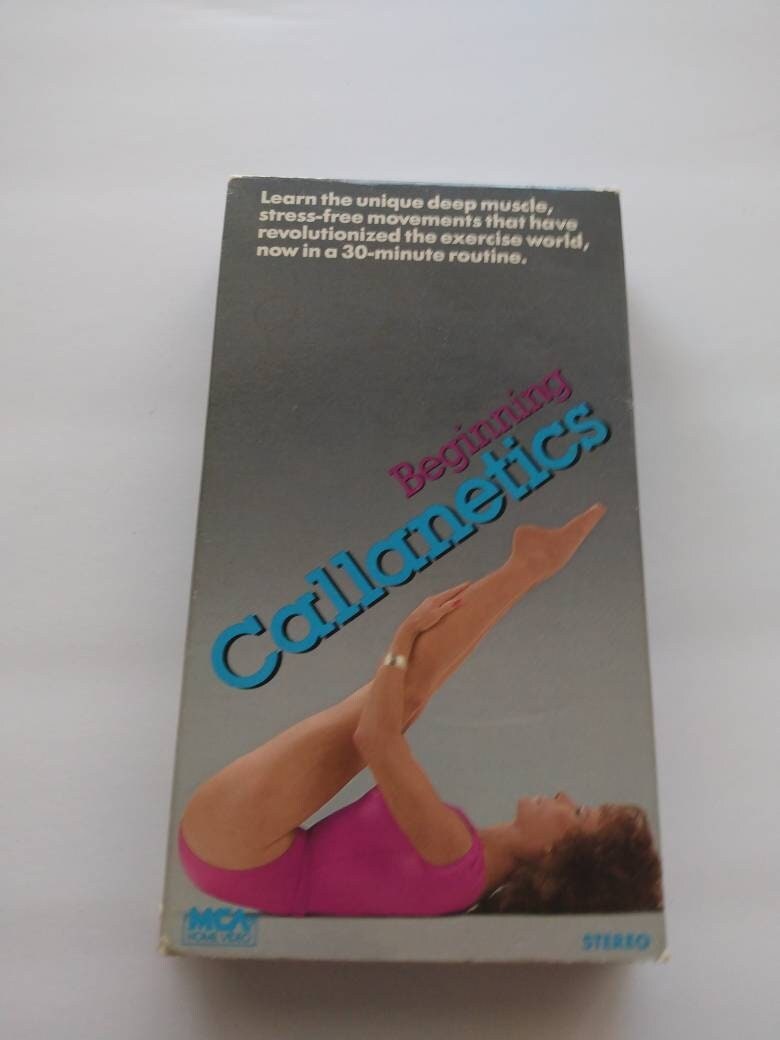 Learn the unique deep muscle,
stress-free movements that have
revolutionized the exercise world,
now in a 30-minute routine.
Beginning
Callanetics
MCA
HOME VIDEO
STEREO